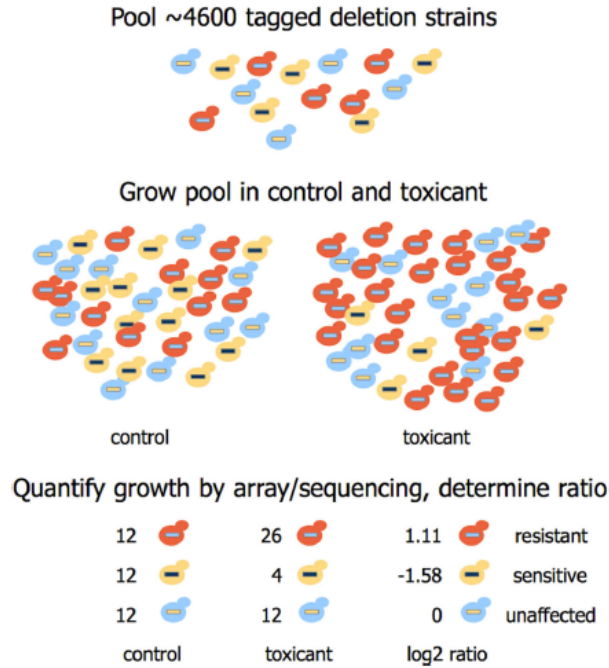 Pool ~4600 tagged deletion strains
Grow pool in control and toxicant
control toxicant
Quantify growth by array/sequencing, determine ratio
12 26 1.11 resistant
12 4 -1.58 sensitive
12 12 0 unaffected
control toxicant log2 ratio